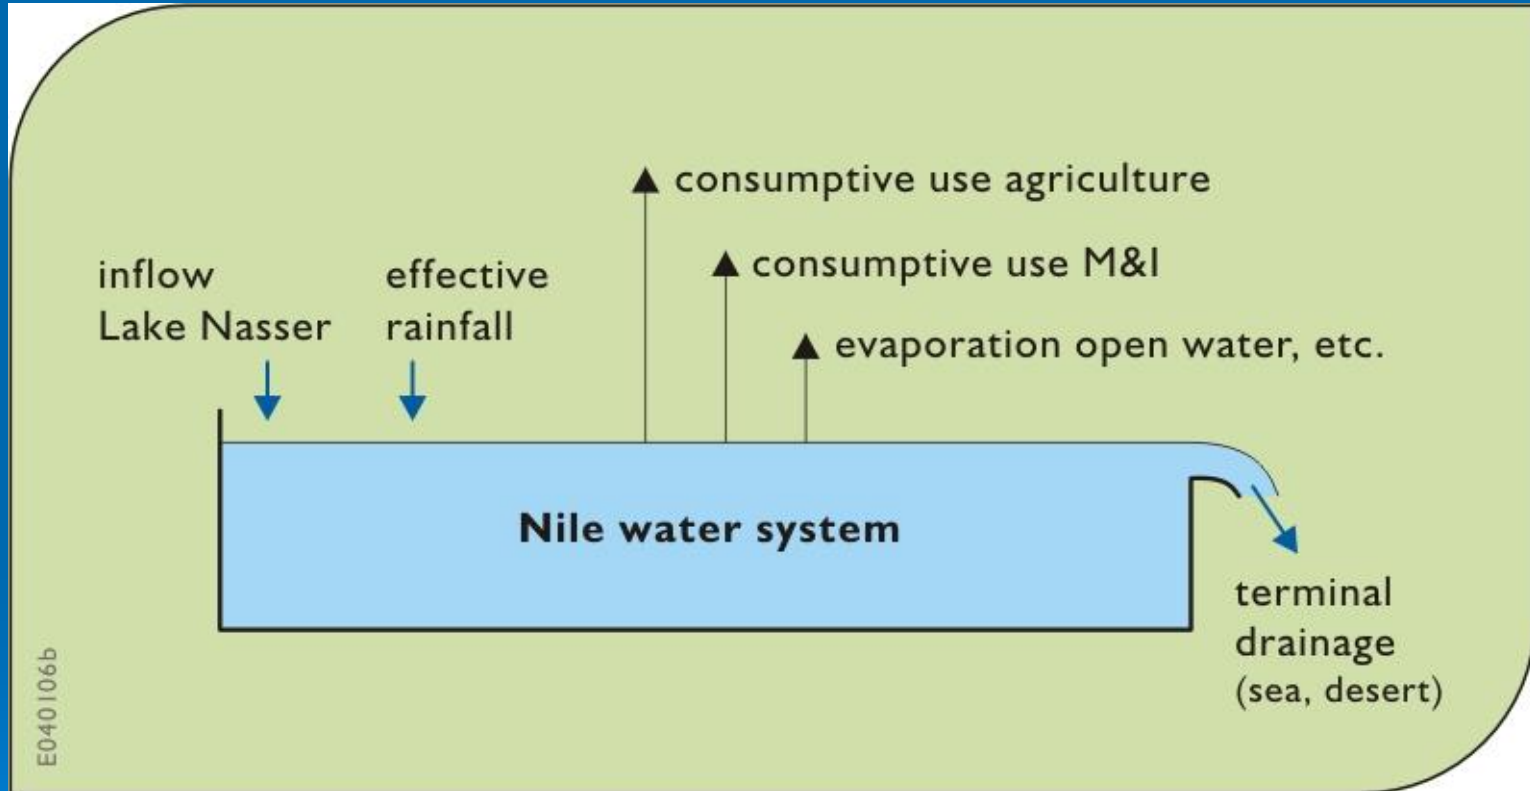 consumptive use agriculture
consumptive use M&I
inflow
Lake Nasser
effective
rainfall
evaporation open water, etc.
Nile water system
terminal
drainage
(sea, desert)
E040106b